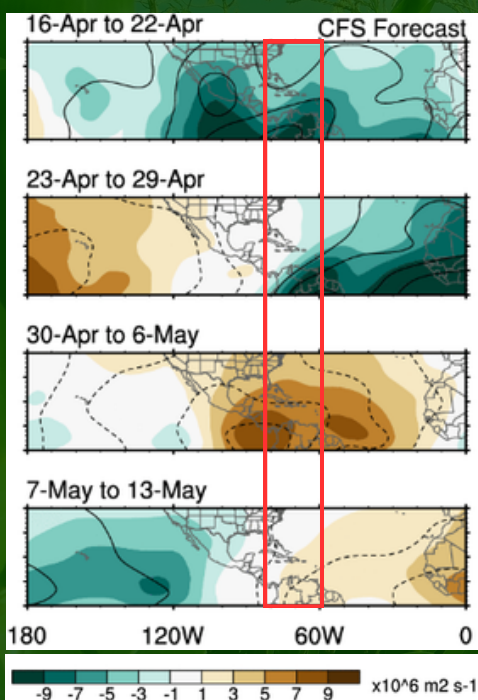 16-Apr to 22-Apr CFS Forecast
23-Apr to 29-Apr
30-Apr to 6-May
7-May to 13-May
180 120W 60W 0
-9 -7 -5 -3 -1 1 3 5 7 9 x10^6 m2 s-1